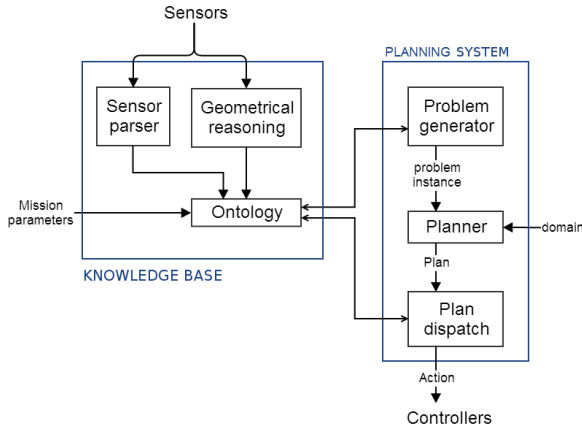 Sensors
PLANNING SYSTEM
Sensor
parser
Geometrical
reasoning
Problem
generator
problem
instance
Mission
parameters
Ontology
Planner
domain
Plan
KNOWLEDGE BASE
Plan
dispatch
Action
Controllers